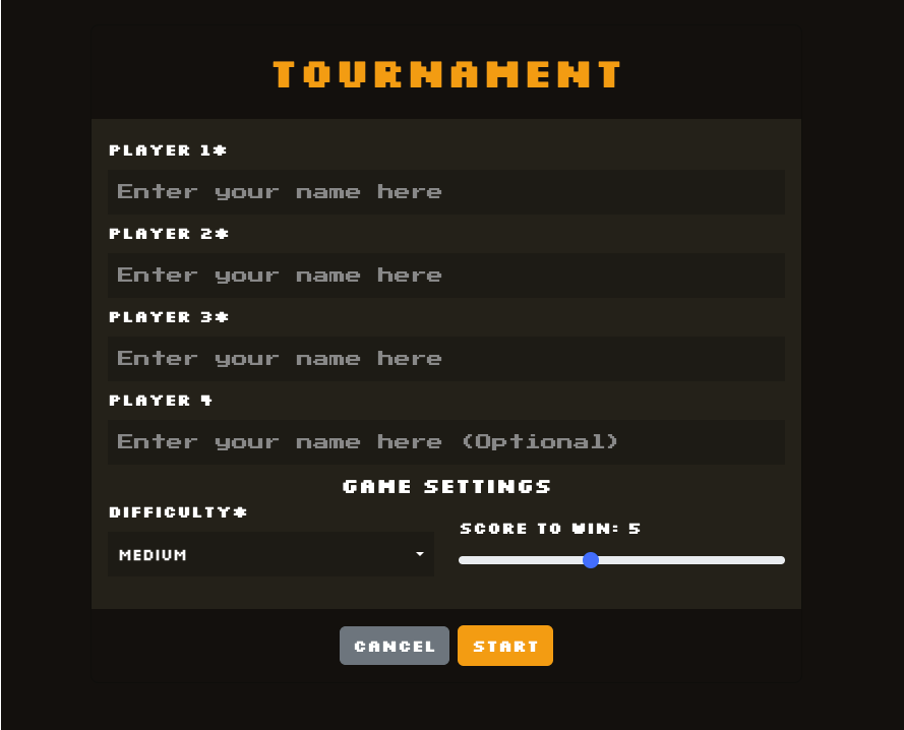 TOURNAMENT
PLAYER 1*
Enter your name here
PLAYER 2*
Enter your name here
PLAYER 3*
Enter your name here
PLAYER 4
Enter your name here (Optional)
GAME SETTINGS
DIFFICULTY*
SCORE TO WIN: 5
MEDIUM
CANCEL START